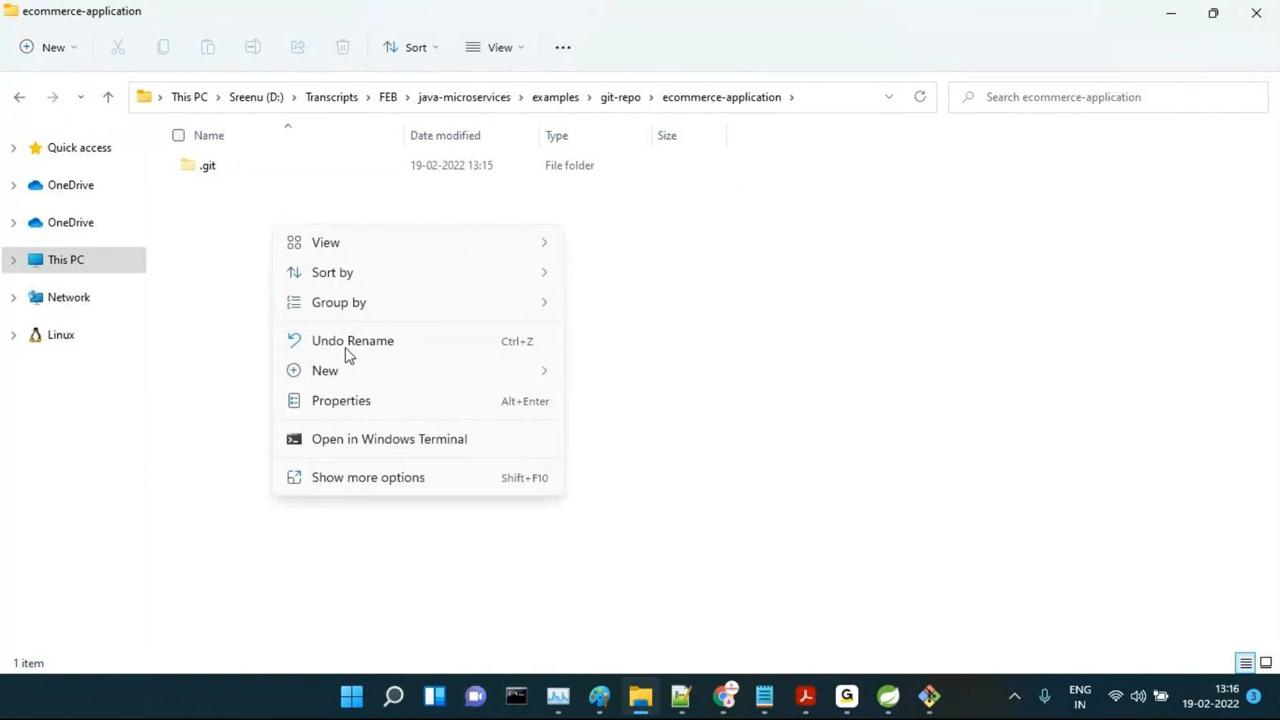 ecommerce-application
New
Sort
View
This PC > Sreenu (D:) > Transcripts > FEB > java-microservices > examples > git-repo > ecommerce-application >
Search ecommerce-application
Name Date modified Type Size
Quick access
.git 19-02-2022 13:15 File folder
OneDrive
OneDrive
This PC
Network
Linux
View
Sort by
Group by
Undo Rename Ctrl+Z
New
Properties Alt+Enter
Open in Windows Terminal
Show more options Shift+F10
1 item
G
ENG
IN
13:16
19-02-2022
3